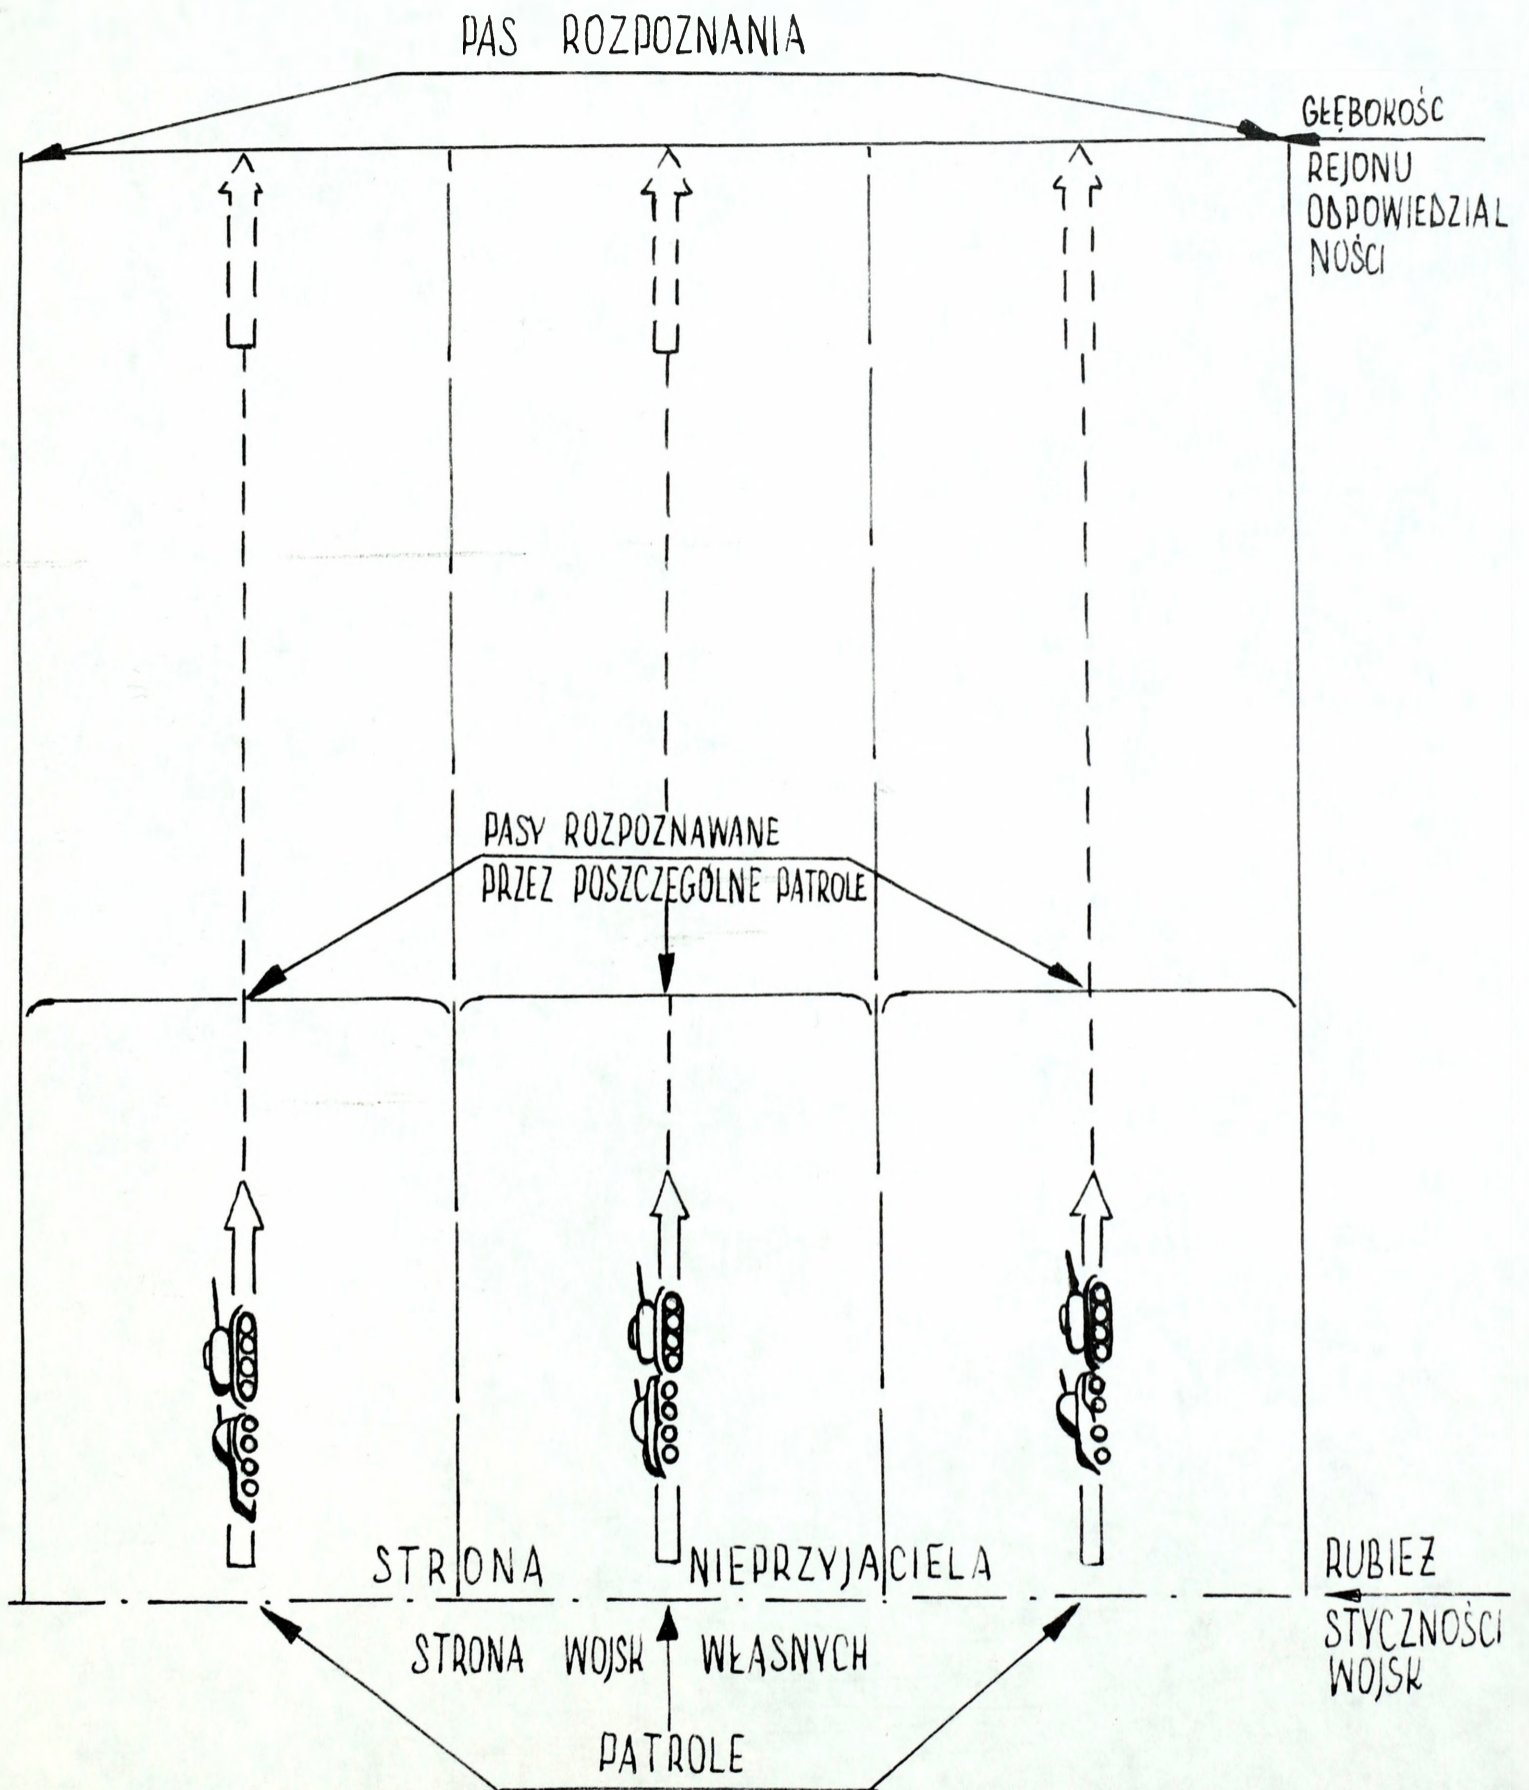 PAS ROZPOZNANIA
GŁĘBOKOŚĆ
REJONU
ODPOWIEDZIAL
NOŚCI
PASY ROZPOZNAWANE
PRZEZ POSZCZEGÓLNE PATROLE
STRONA NIEPRZYJACIELA
RUBIEŻ
STYCZNOŚCI
WOJSK
STRONA WOJSK WŁASNYCH
PATROLE